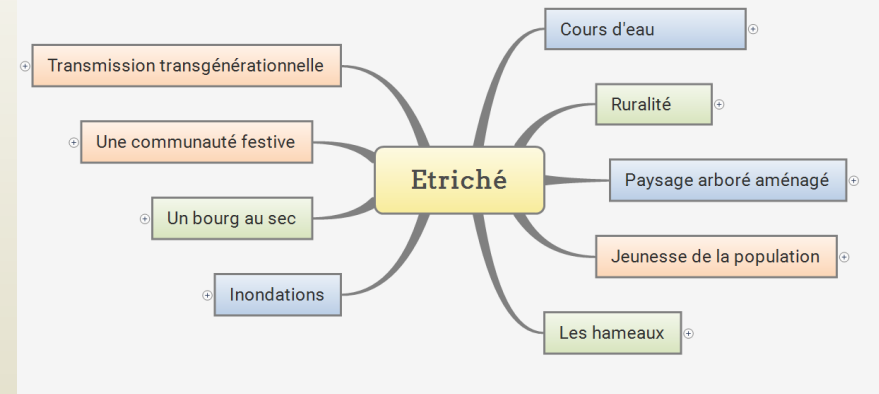 Cours d'eau
Transmission transgénérationnelle
Ruralité
Une communauté festive
Etriché
Paysage arboré aménagé
Un bourg au sec
Jeunesse de la population
Inondations
Les hameaux